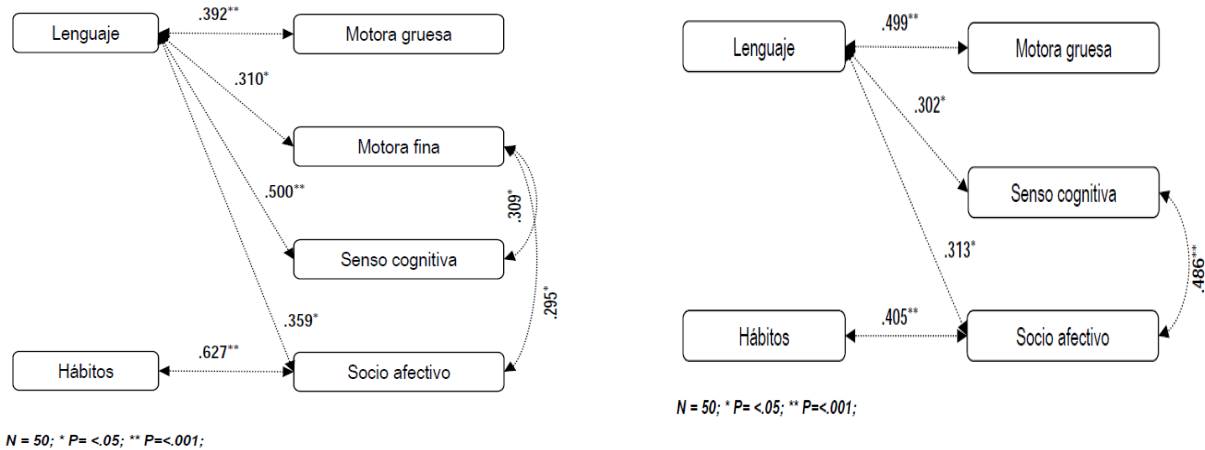 .392**
Lenguaje
Motora gruesa
.310*
Motora fina
.500**
.309*
Senso cognitiva
.295*
.359*
.627**
Hábitos
Socio afectivo
N = 50; * P= <.05; ** P=<.001;
.499**
Lenguaje
Motora gruesa
.302*
Senso cognitiva
.313*
.486**
.405**
Hábitos
Socio afectivo
N = 50; * P= <.05; ** P=<.001;